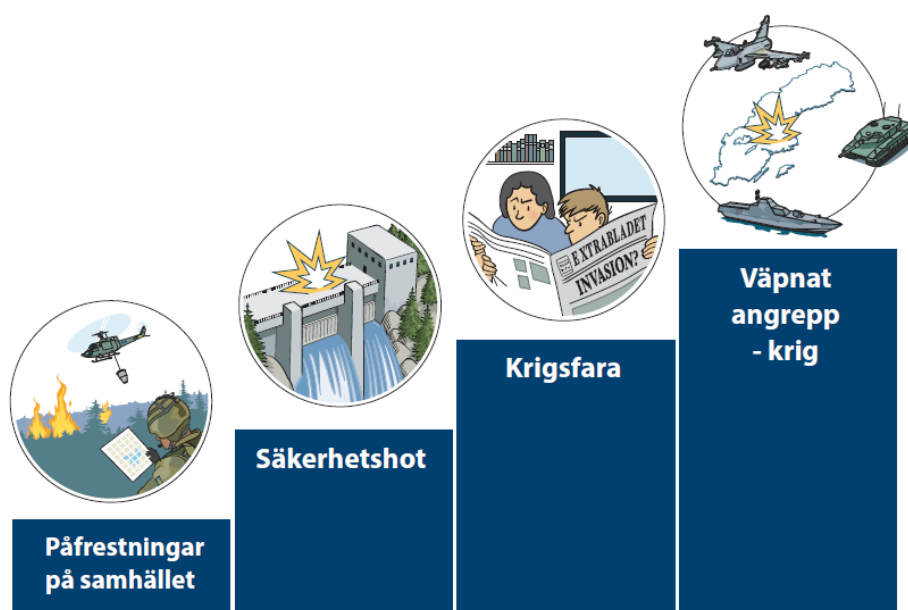 Påfrestningar
på samhället
Säkerhetshot
EXTRABLADET
INVASION?
Krigsfara
Väpnat
angrepp
- krig